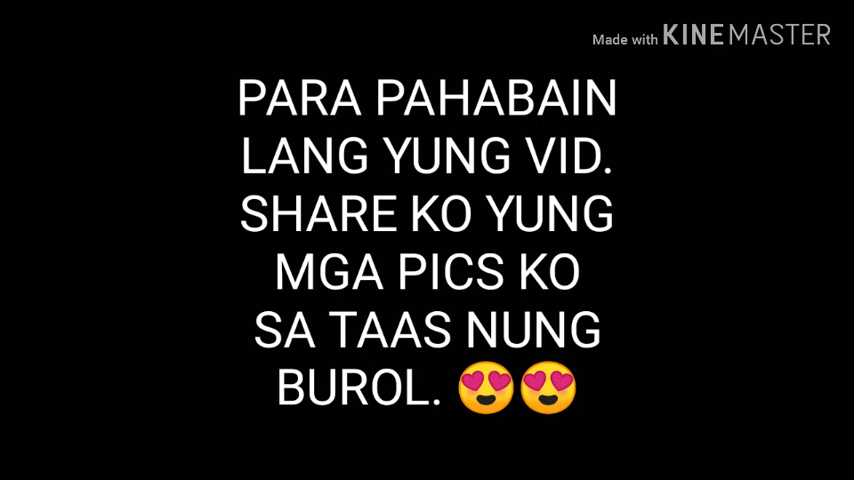 Made with KINEMASTER
PARA PAHABAIN
LANG YUNG VID.
SHARE KO YUNG
MGA PICS KO
SA TAAS NUNG
BUROL. 😍😍